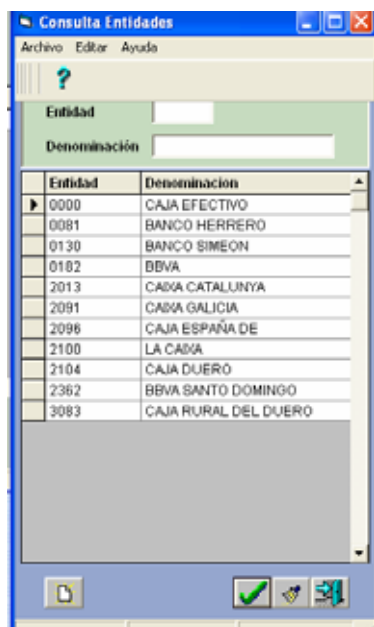 Consulta Entidades
Archivo Editar Ayuda
?
Entidad
Denominación
Entidad Denominacion
0000 CAJA EFECTIVO
0081 BANCO HERRERO
0130 BANCO SIMEON
0182 BBVA
2013 CAIXA CATALUNYA
2091 CAIXA GALICIA
2096 CAJA ESPAÑA DE
2100 LA CAIXA
2104 CAJA DUERO
2362 BBVA SANTO DOMINGO
3083 CAJA RURAL DEL DUERO